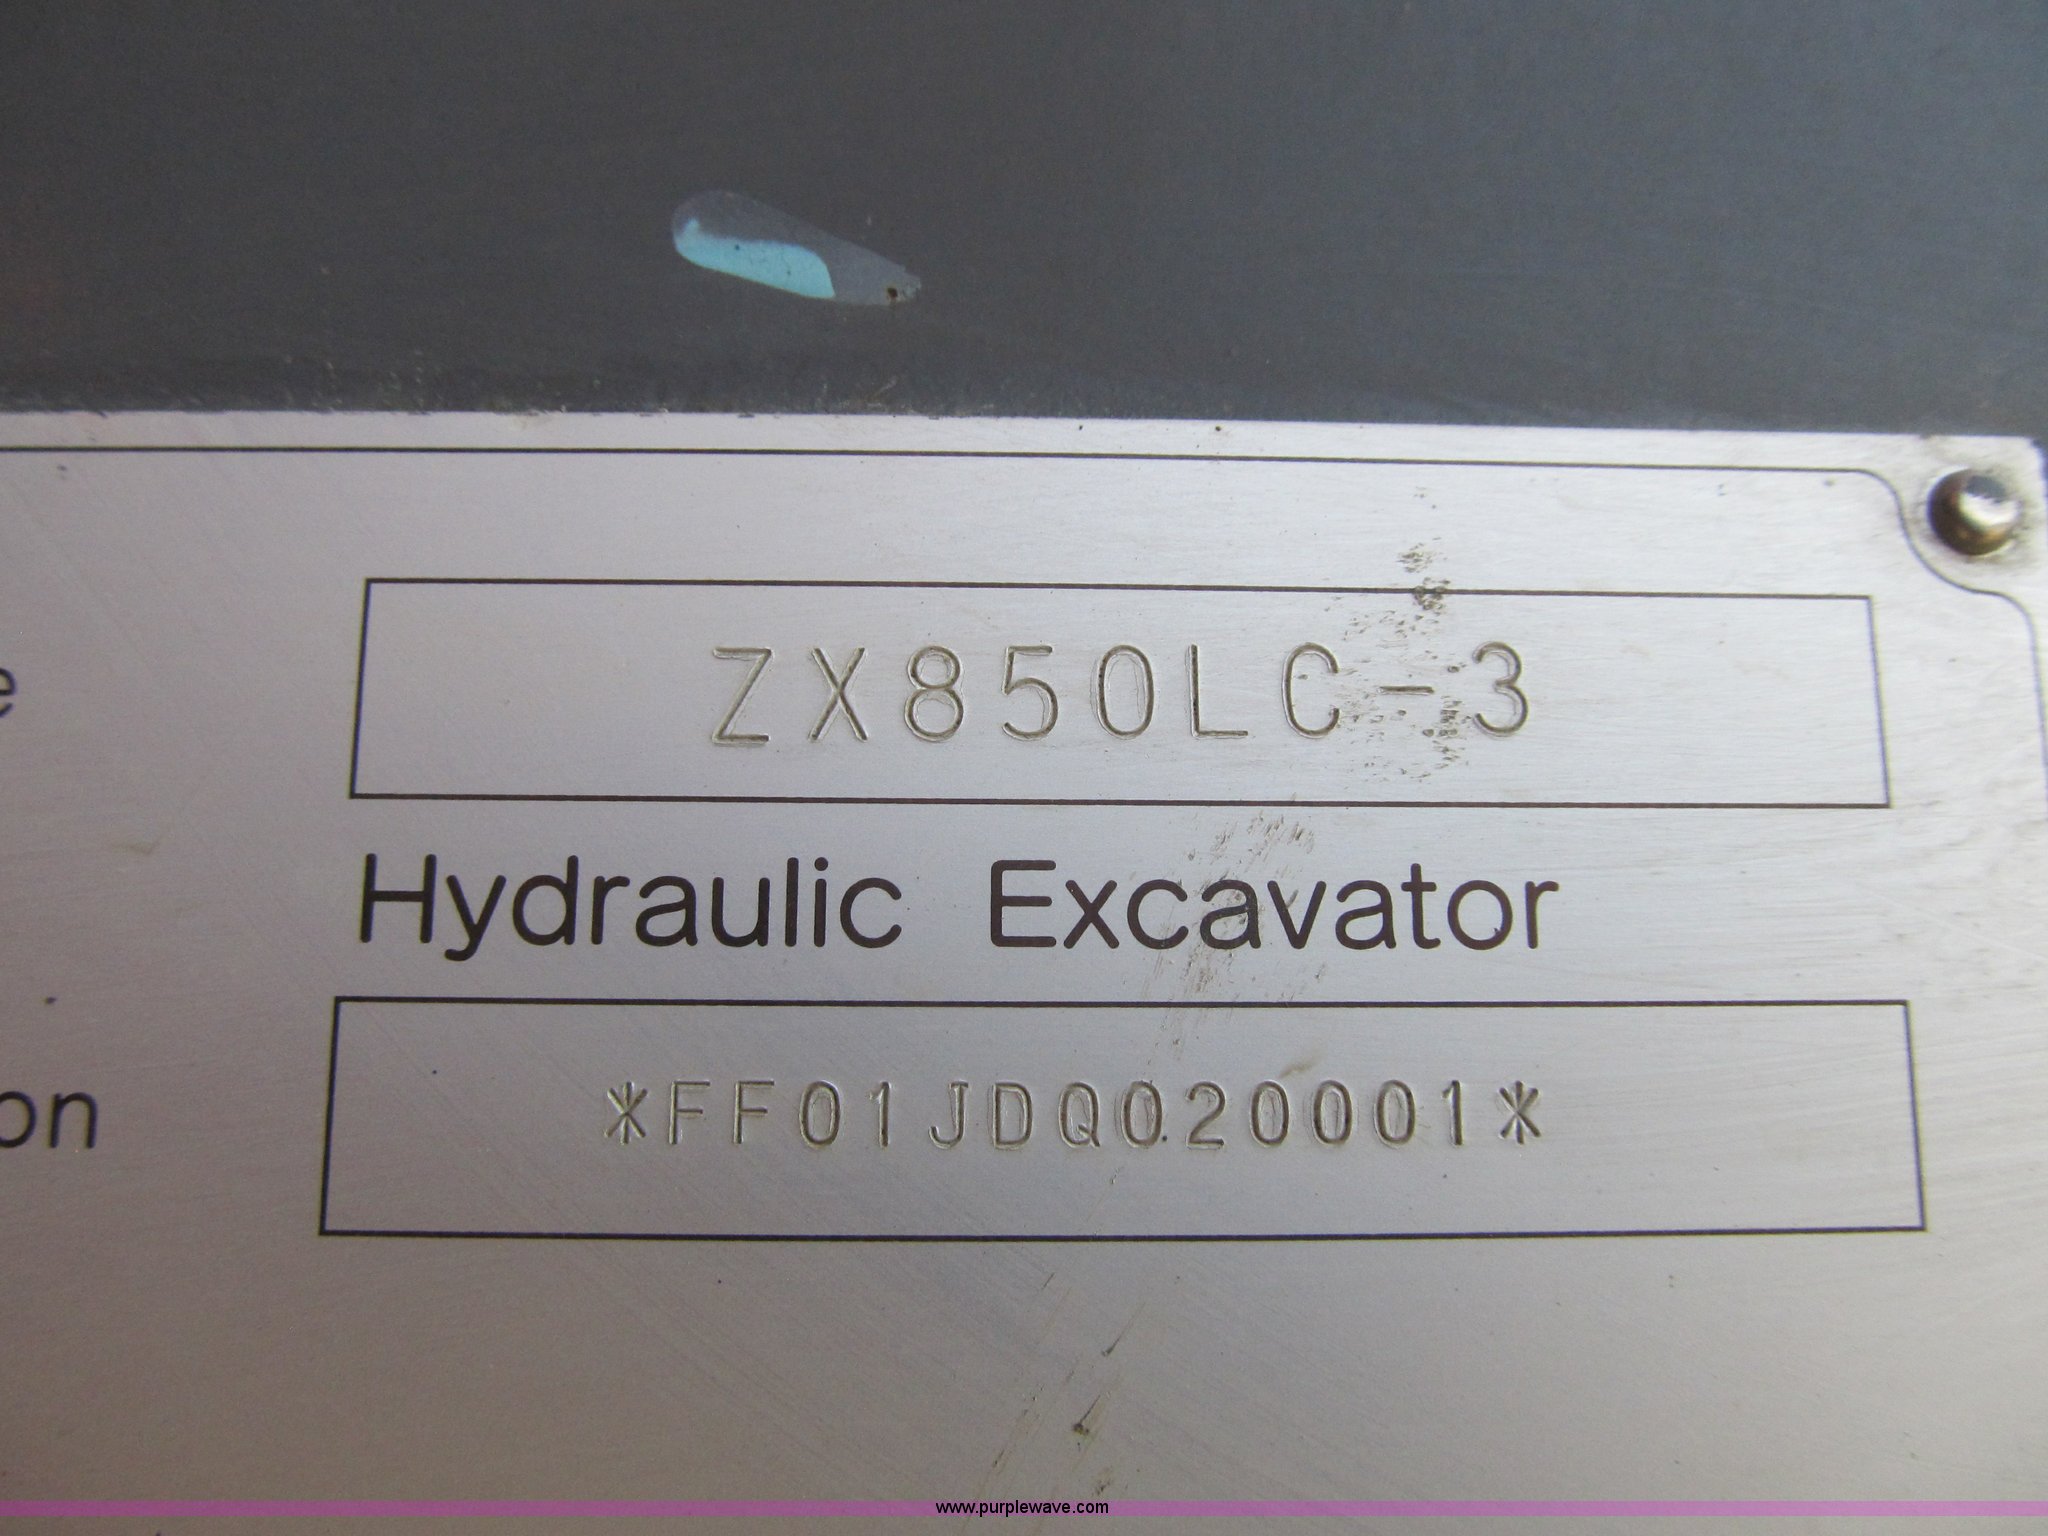 e
ZX850LC-3
Hydraulic Excavator
on
*FF01JDQ020001*
www.purplewave.com